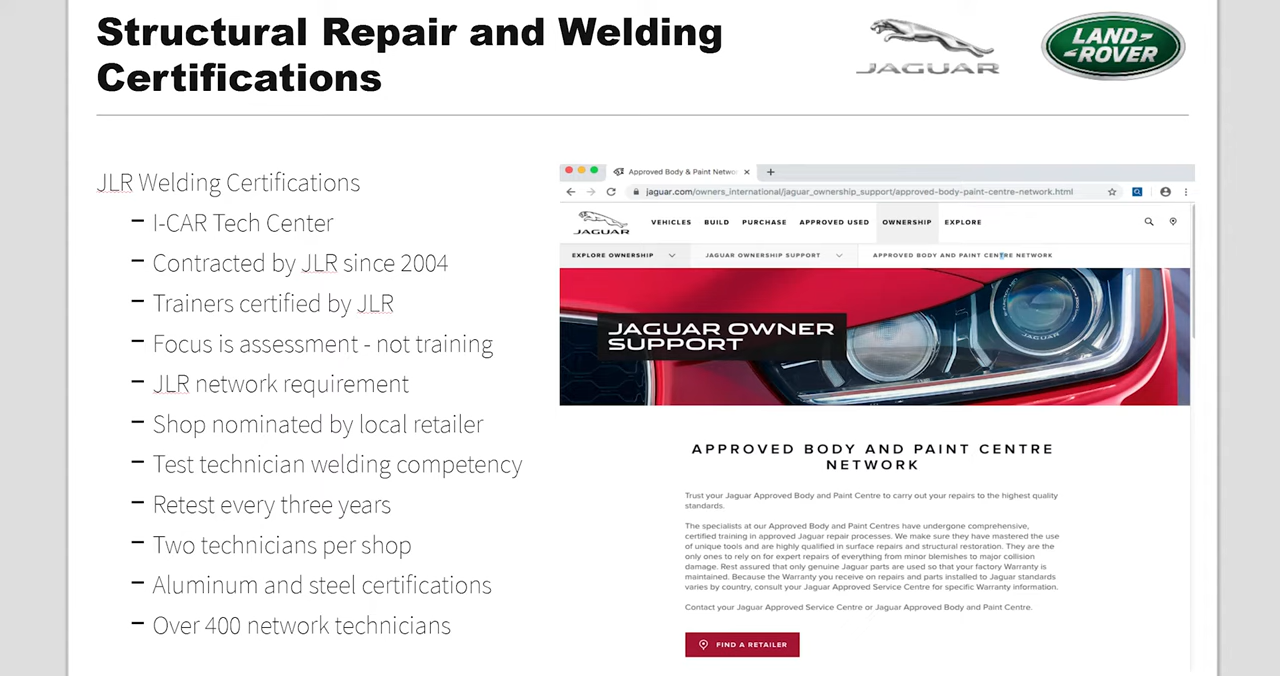 Structural Repair and Welding
Certifications
JAGUAR
LAND-
-ROVER
JLR Welding Certifications
– I-CAR Tech Center
– Contracted by JLR since 2004
– Trainers certified by JLR
– Focus is assessment - not training
– JLR network requirement
– Shop nominated by local retailer
– Test technician welding competency
– Retest every three years
– Two technicians per shop
– Aluminum and steel certifications
– Over 400 network technicians
Approved Body & Paint Netwo
jaguar.com/owners_international/jaguar_ownership_support/approved-body-paint-centre-network.html
JAGUAR
VEHICLES BUILD PURCHASE APPROVED USED OWNERSHIP EXPLORE
EXPLORE OWNERSHIP JAGUAR OWNERSHIP SUPPORT APPROVED BODY AND PAINT CENTRE NETWORK
JAGUAR OWNER
SUPPORT
JAGUAR
APPROVED BODY AND PAINT CENTRE
NETWORK
Trust your Jaguar Approved Body and Paint Centre to carry out your repairs to the highest quality
standards.
The specialists at our Approved Body and Paint Centres have undergone comprehensive,
certified training in approved Jaguar repair processes. We make sure they have mastered the use
of unique tools and are highly qualified in surface repairs and structural restoration. They are the
only ones to rely on for expert repairs of everything from minor blemishes to major collision
damage. Rest assured that only genuine Jaguar parts are used so that your factory Warranty is
maintained. Because the Warranty you receive on repairs and parts installed to Jaguar standards
varies by country, consult your Jaguar Approved Service Centre for specific Warranty information.
Contact your Jaguar Approved Service Centre or Jaguar Approved Body and Paint Centre.
FIND A RETAILER